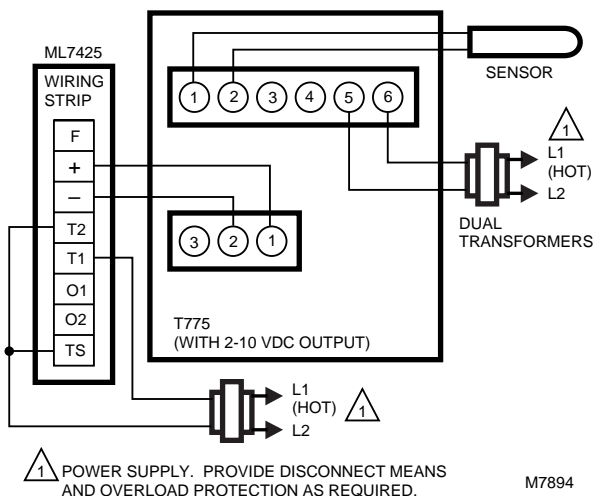 ML7425
WIRING
STRIP
F
+
–
T2
T1
O1
O2
TS
1 2 3 4 5 6
SENSOR
1
L1
(HOT)
L2
DUAL
TRANSFORMERS
3 2 1
T775
(WITH 2-10 VDC OUTPUT)
L1
(HOT)
L2
1
1 POWER SUPPLY. PROVIDE DISCONNECT MEANS
AND OVERLOAD PROTECTION AS REQUIRED.
M7894